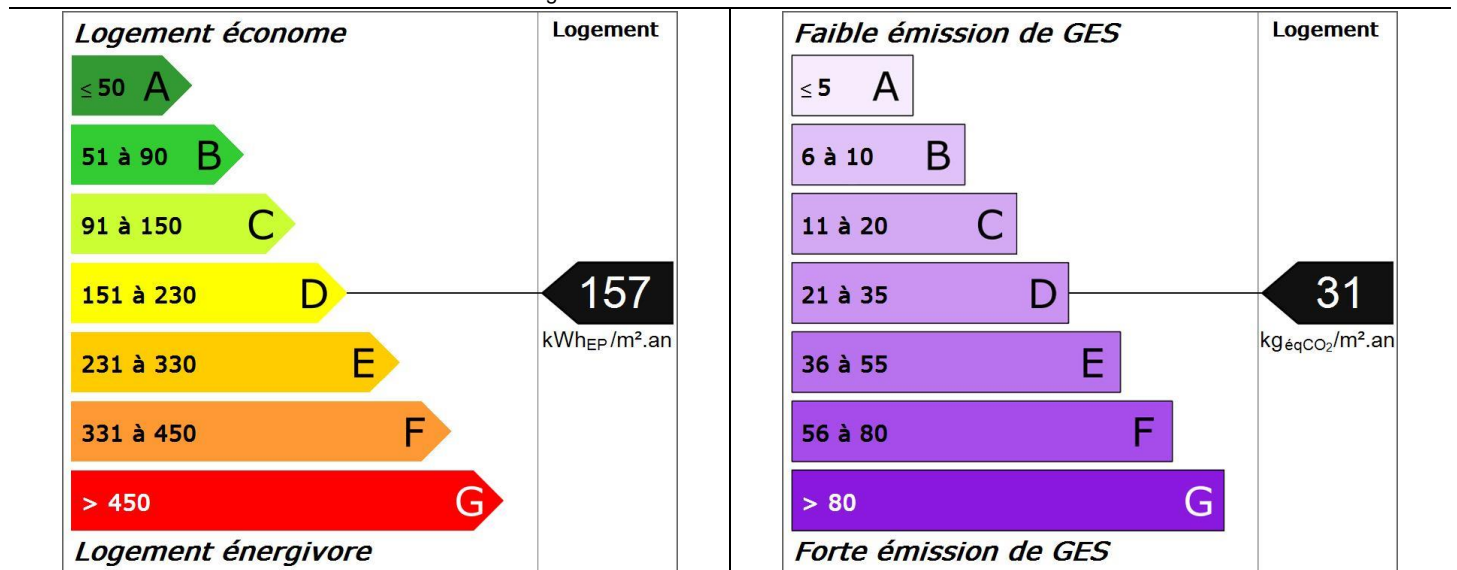 Logement économe
Logement
≤ 50 A
51 à 90 B
91 à 150 C
151 à 230 D
157
kWhEP/m².an
231 à 330 E
331 à 450 F
> 450 G
Logement énergivore
Faible émission de GES
Logement
≤ 5 A
6 à 10 B
11 à 20 C
21 à 35 D
31
kgéqCO2/m².an
36 à 55 E
56 à 80 F
> 80 G
Forte émission de GES